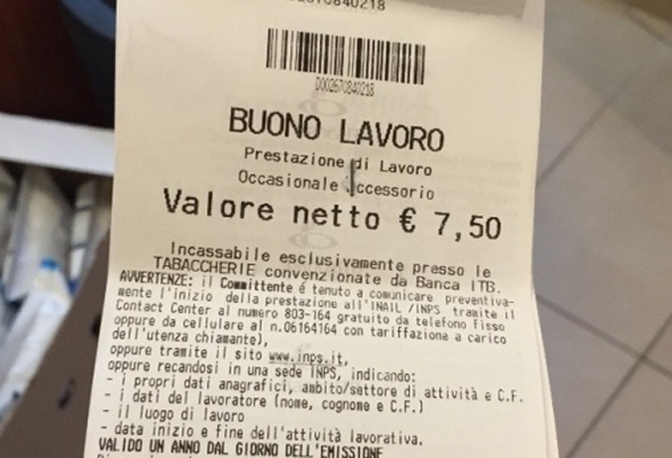 70840218
D002670840218
BUONO LAVORO
Prestazione di Lavoro
Occasionale Accessorio
Valore netto € 7,50
Incassabile esclusivamente presso le
TABACCHERIE convenzionate da Banca ITB.
AVVERTENZE: il Committente é tenuto a comunicare preventiva-
mente l'inizio della prestazione all'INAIL /INPS tramite il
Contact Center al numero 803-164 gratuito da telefono fisso
oppure da cellulare al n.06164164 con tariffazione a carico
dell'utenza chiamante),
oppure tramite il sito www.inps.it,
oppure recandosi in una sede INPS, indicando:
- i propri dati anagrafici, ambito/settore di attività e C.F.
- i dati del lavoratore (nome, cognome e C.F.)
- il luogo di lavoro
- data inizio e fine dell'attività lavorativa.
VALIDO UN ANNO DAL GIORNO DELL'EMISSIONE